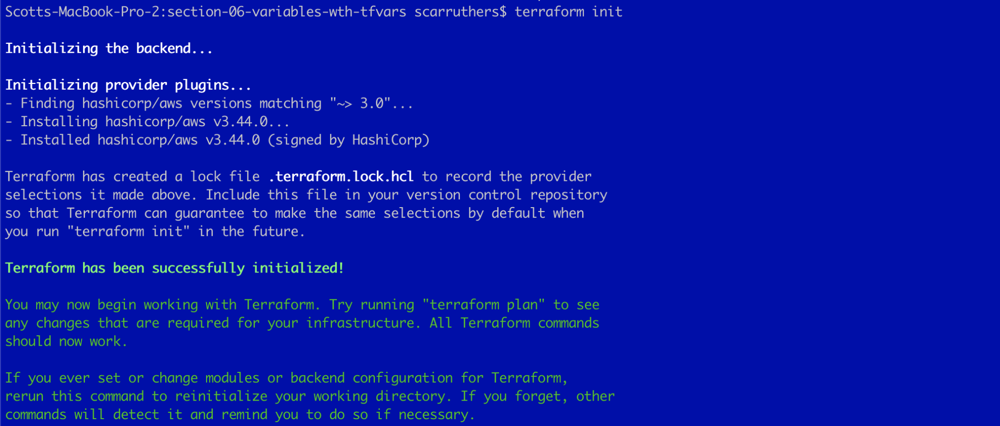 Scotts-MacBook-Pro-2:section-06-variables-wth-tfvars scarruthers$ terraform init
Initializing the backend...
Initializing provider plugins...
- Finding hashicorp/aws versions matching "~> 3.0"...
- Installing hashicorp/aws v3.44.0...
- Installed hashicorp/aws v3.44.0 (signed by HashiCorp)
Terraform has created a lock file .terraform.lock.hcl to record the provider
selections it made above. Include this file in your version control repository
so that Terraform can guarantee to make the same selections by default when
you run "terraform init" in the future.
Terraform has been successfully initialized!
You may now begin working with Terraform. Try running "terraform plan" to see
any changes that are required for your infrastructure. All Terraform commands
should now work.
If you ever set or change modules or backend configuration for Terraform,
rerun this command to reinitialize your working directory. If you forget, other
commands will detect it and remind you to do so if necessary.